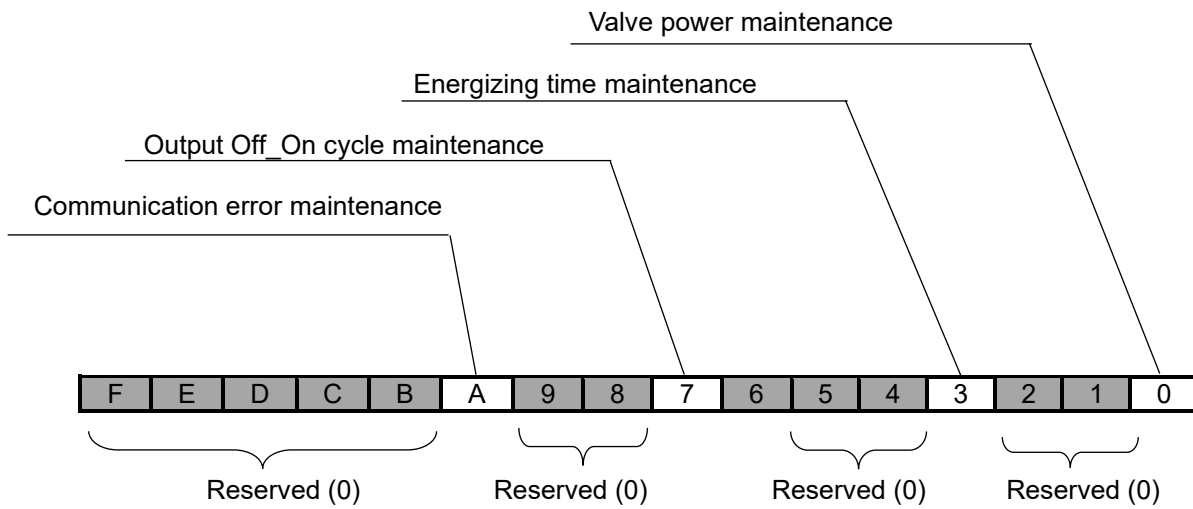 Valve power maintenance
Energizing time maintenance
Output Off_On cycle maintenance
Communication error maintenance
F E D C B A 9 8 7 6 5 4 3 2 1 0
Reserved (0) Reserved (0) Reserved (0) Reserved (0)